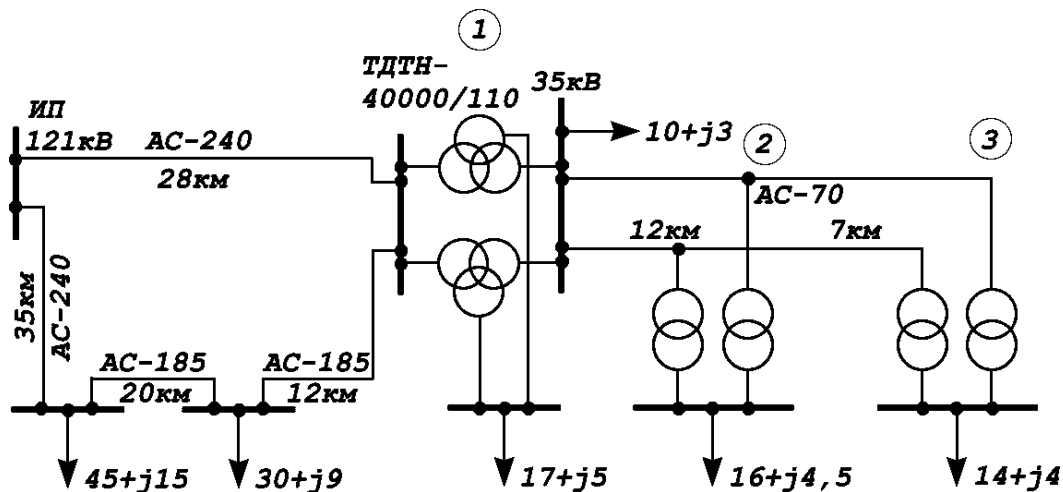 1
ТДТН-
40000/110
35кВ
ИП
121кВ
АС-240
28км
10+j3
2
3
АС-70
12км
7км
35км
АС-240
АС-185
20км
АС-185
12км
45+j15
30+j9
17+j5
16+j4,5
14+j4